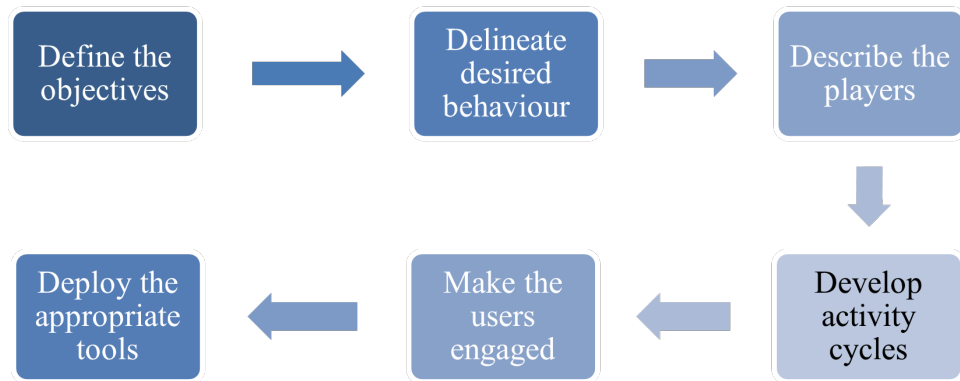 Define the
objectives
Delineate
desired
behaviour
Describe the
players
Develop
activity
cycles
Make the
users
engaged
Deploy the
appropriate
tools